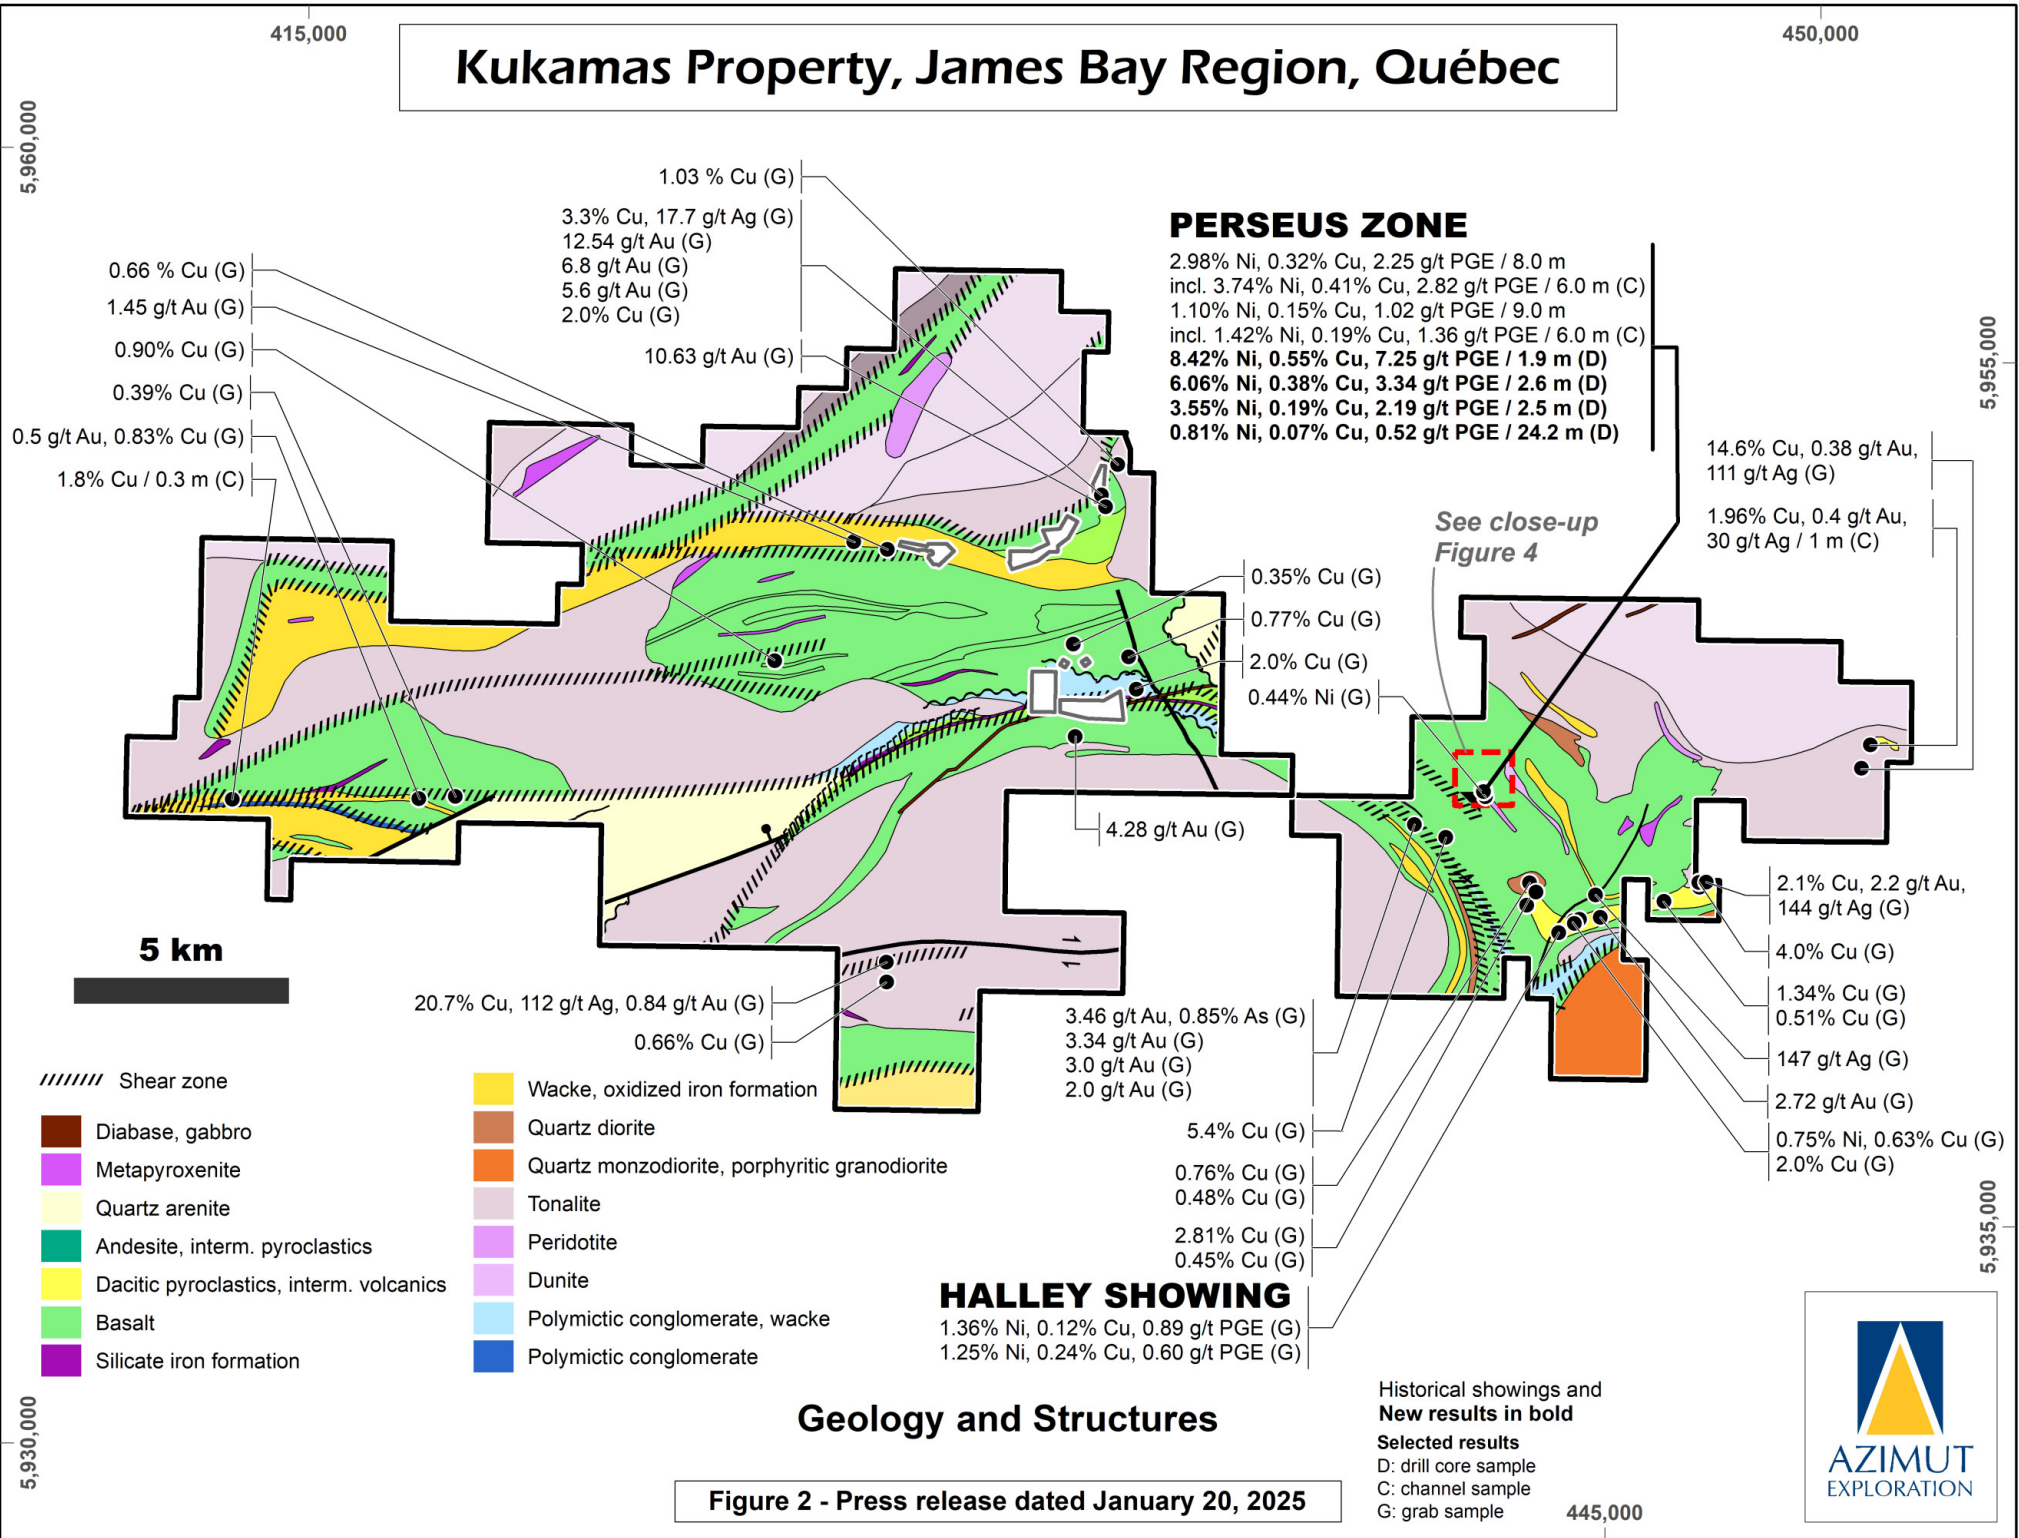 415,000
450,000
Kukamas Property, James Bay Region, Québec
5,960,000
1.03 % Cu (G)
3.3% Cu, 17.7 g/t Ag (G)
12.54 g/t Au (G)
6.8 g/t Au (G)
5.6 g/t Au (G)
2.0% Cu (G)
10.63 g/t Au (G)
0.66 % Cu (G)
1.45 g/t Au (G)
0.90% Cu (G)
0.39% Cu (G)
0.5 g/t Au, 0.83% Cu (G)
1.8% Cu / 0.3 m (C)
PERSEUS ZONE
2.98% Ni, 0.32% Cu, 2.25 g/t PGE / 8.0 m
incl. 3.74% Ni, 0.41% Cu, 2.82 g/t PGE / 6.0 m (C)
1.10% Ni, 0.15% Cu, 1.02 g/t PGE / 9.0 m
incl. 1.42% Ni, 0.19% Cu, 1.36 g/t PGE / 6.0 m (C)
8.42% Ni, 0.55% Cu, 7.25 g/t PGE / 1.9 m (D)
6.06% Ni, 0.38% Cu, 3.34 g/t PGE / 2.6 m (D)
3.55% Ni, 0.19% Cu, 2.19 g/t PGE / 2.5 m (D)
0.81% Ni, 0.07% Cu, 0.52 g/t PGE / 24.2 m (D)
5,955,000
14.6% Cu, 0.38 g/t Au,
111 g/t Ag (G)
1.96% Cu, 0.4 g/t Au,
30 g/t Ag / 1 m (C)
See close-up
Figure 4
0.35% Cu (G)
0.77% Cu (G)
2.0% Cu (G)
0.44% Ni (G)
4.28 g/t Au (G)
2.1% Cu, 2.2 g/t Au,
144 g/t Ag (G)
4.0% Cu (G)
1.34% Cu (G)
0.51% Cu (G)
147 g/t Ag (G)
2.72 g/t Au (G)
0.75% Ni, 0.63% Cu (G)
2.0% Cu (G)
5 km
20.7% Cu, 112 g/t Ag, 0.84 g/t Au (G)
0.66% Cu (G)
3.46 g/t Au, 0.85% As (G)
3.34 g/t Au (G)
3.0 g/t Au (G)
2.0 g/t Au (G)
5.4% Cu (G)
0.76% Cu (G)
0.48% Cu (G)
2.81% Cu (G)
0.45% Cu (G)
HALLEY SHOWING
1.36% Ni, 0.12% Cu, 0.89 g/t PGE (G)
1.25% Ni, 0.24% Cu, 0.60 g/t PGE (G)
5,935,000
Shear zone
Diabase, gabbro
Metapyroxenite
Quartz arenite
Andesite, interm. pyroclastics
Dacitic pyroclastics, interm. volcanics
Basalt
Silicate iron formation
Wacke, oxidized iron formation
Quartz diorite
Quartz monzodiorite, porphyritic granodiorite
Tonalite
Peridotite
Dunite
Polymictic conglomerate, wacke
Polymictic conglomerate
5,930,000
Geology and Structures
Figure 2 - Press release dated January 20, 2025
Historical showings and
New results in bold
Selected results
D: drill core sample
C: channel sample
G: grab sample
445,000
AZIMUT
EXPLORATION